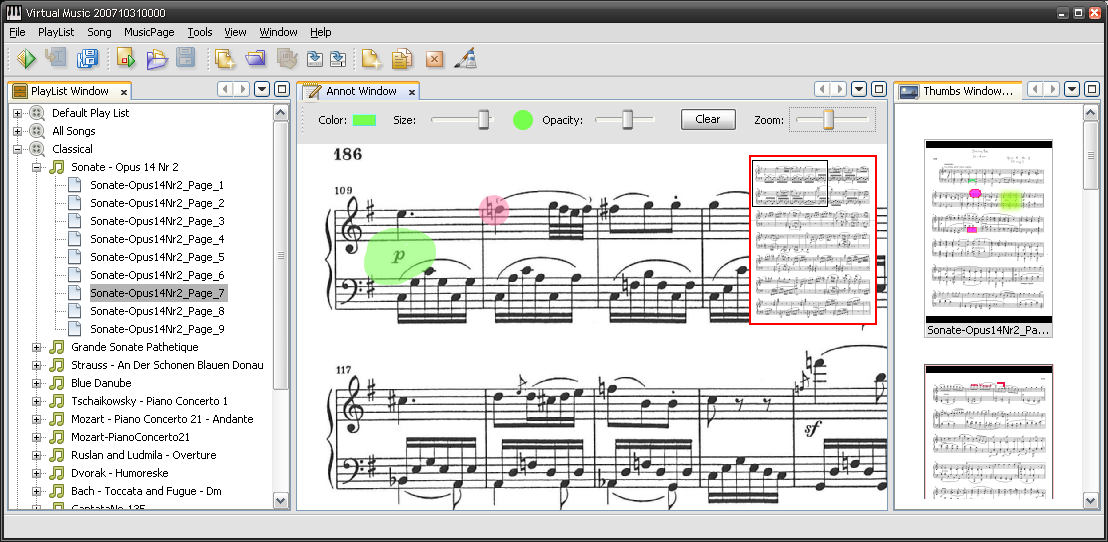 Virtual Music 200710310000
File PlayList Song MusicPage Tools View Window Help
PlayList Window
Default Play List
All Songs
Classical
Sonate - Opus 14 Nr 2
Sonate-Opus14Nr2_Page_1
Sonate-Opus14Nr2_Page_2
Sonate-Opus14Nr2_Page_3
Sonate-Opus14Nr2_Page_4
Sonate-Opus14Nr2_Page_5
Sonate-Opus14Nr2_Page_6
Sonate-Opus14Nr2_Page_7
Sonate-Opus14Nr2_Page_8
Sonate-Opus14Nr2_Page_9
Grande Sonate Pathetique
Strauss - An Der Schonen Blauen Donau
Blue Danube
Tschaikowsky - Piano Concerto 1
Mozart - Piano Concerto 21 - Andante
Mozart-PianoConcerto21
Ruslan and Ludmila - Overture
Dvorak - Humoreske
Bach - Toccata and Fugue - Dm
CantataNo 135
Annot Window
Color: Size: Opacity: Clear Zoom:
186
109
p
117
sf
Thumbs Window...
Sonate-Opus14Nr2_Pa...